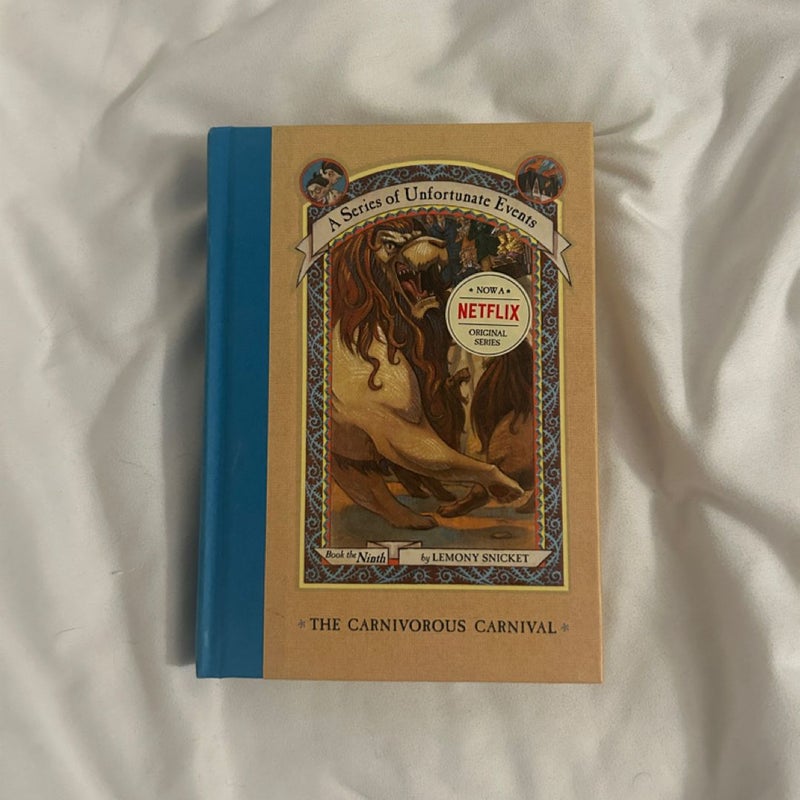 A Series of Unfortunate Events
★ NOW A ★
NETFLIX
ORIGINAL
SERIES
Book the Ninth
by LEMONY SNICKET
* THE CARNIVOROUS CARNIVAL *